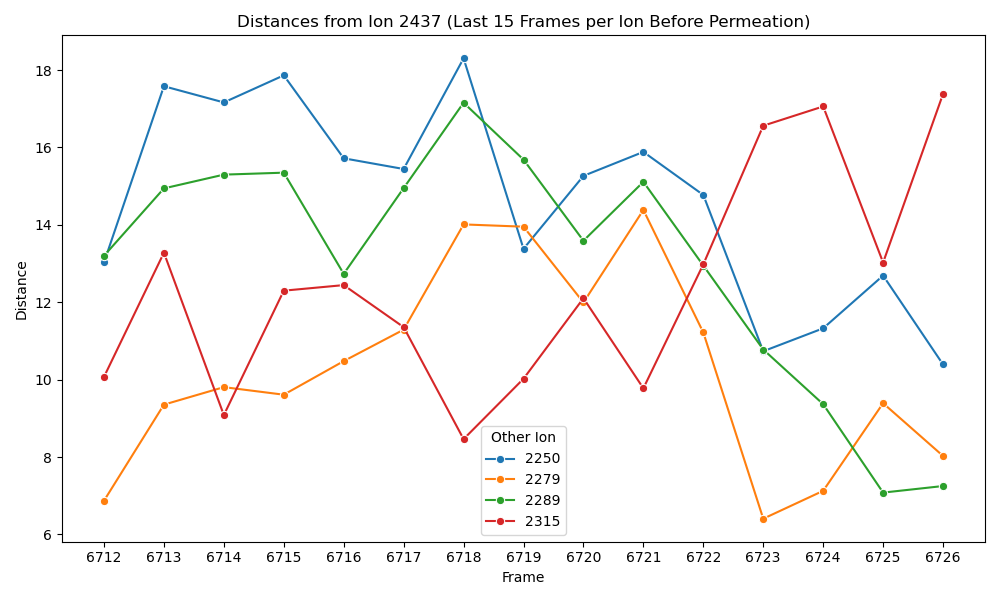 Distances from Ion 2437 (Last 15 Frames per Ion Before Permeation)
Distance
18
16
14
12
10
8
6
Other Ion
2250
2279
2289
2315
6712 6713 6714 6715 6716 6717 6718 6719 6720 6721 6722 6723 6724 6725 6726
Frame